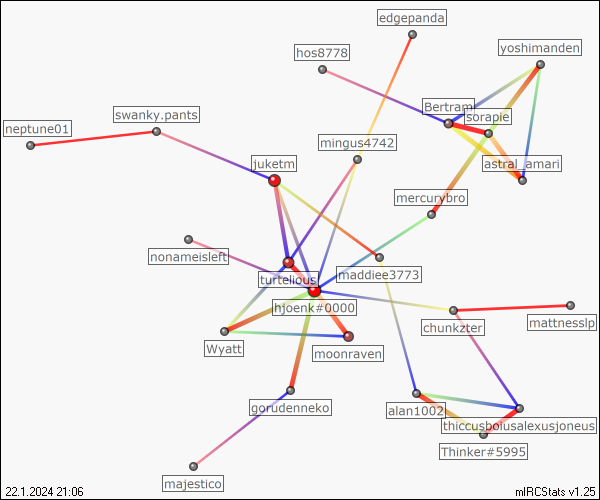 edgepanda
hos8778
yoshimanden
Bertram
sorapie
swanky.pants
neptune01
mingus4742
juketm
astral_amari
mercurybro
nonameisleft
maddiee3773
turtelious
hjoenk#0000
chunkzter
mattnesslp
Wyatt
moonraven
gorudenneko
alan1002
thiccusboiusalexusjoneus
Thinker#5995
majestico
22.1.2024 21:06
mIRCStats v1.25